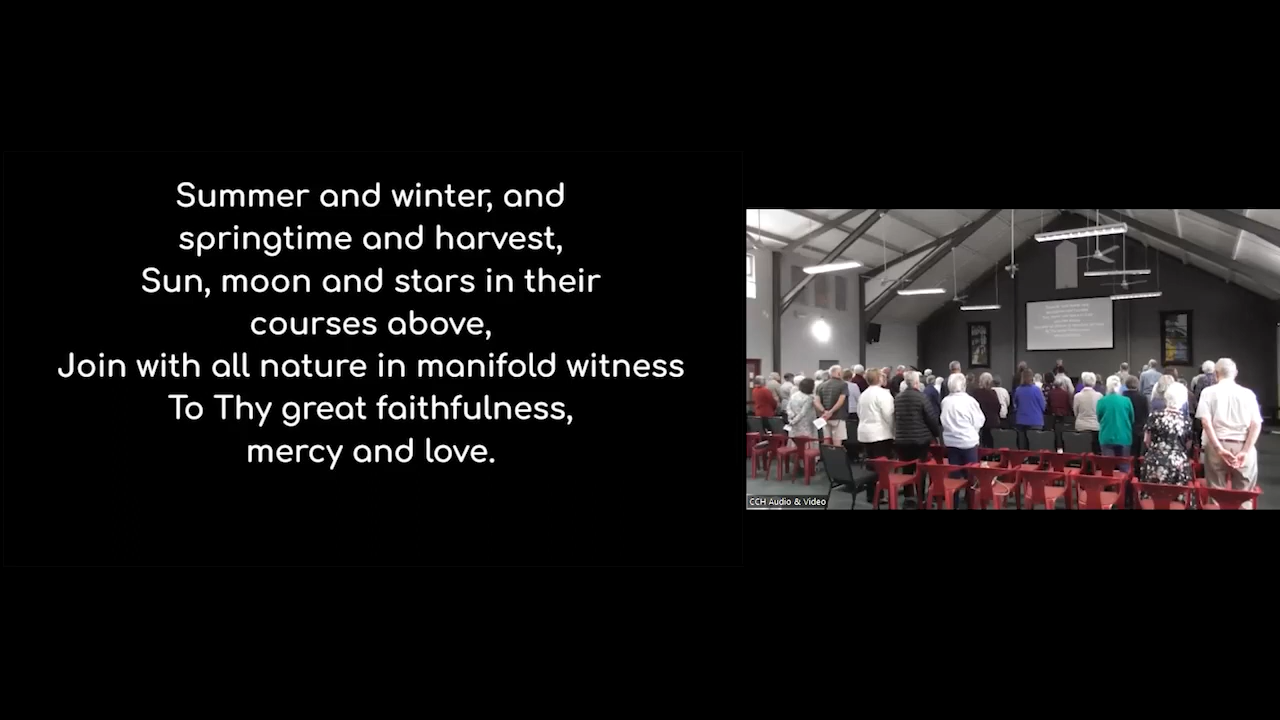 Summer and winter, and
springtime and harvest,
Sun, moon and stars in their
courses above,
Join with all nature in manifold witness
To Thy great faithfulness,
mercy and love.
CCH Audio & Video